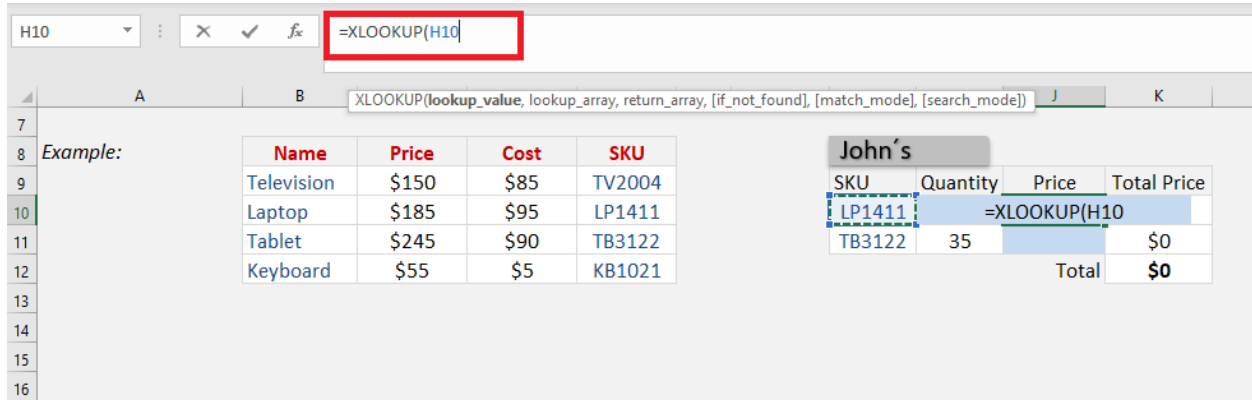 H10 fx =XLOOKUP(H10
A B XLOOKUP(lookup_value, lookup_array, return_array, [if_not_found], [match_mode], [search_mode]) J K
7
8 Example: Name Price Cost SKU John´s
9 Television $150 $85 TV2004 SKU Quantity Price Total Price
10 Laptop $185 $95 LP1411 LP1411 =XLOOKUP(H10
11 Tablet $245 $90 TB3122 TB3122 35 $0
12 Keyboard $55 $5 KB1021 Total $0
13
14
15
16